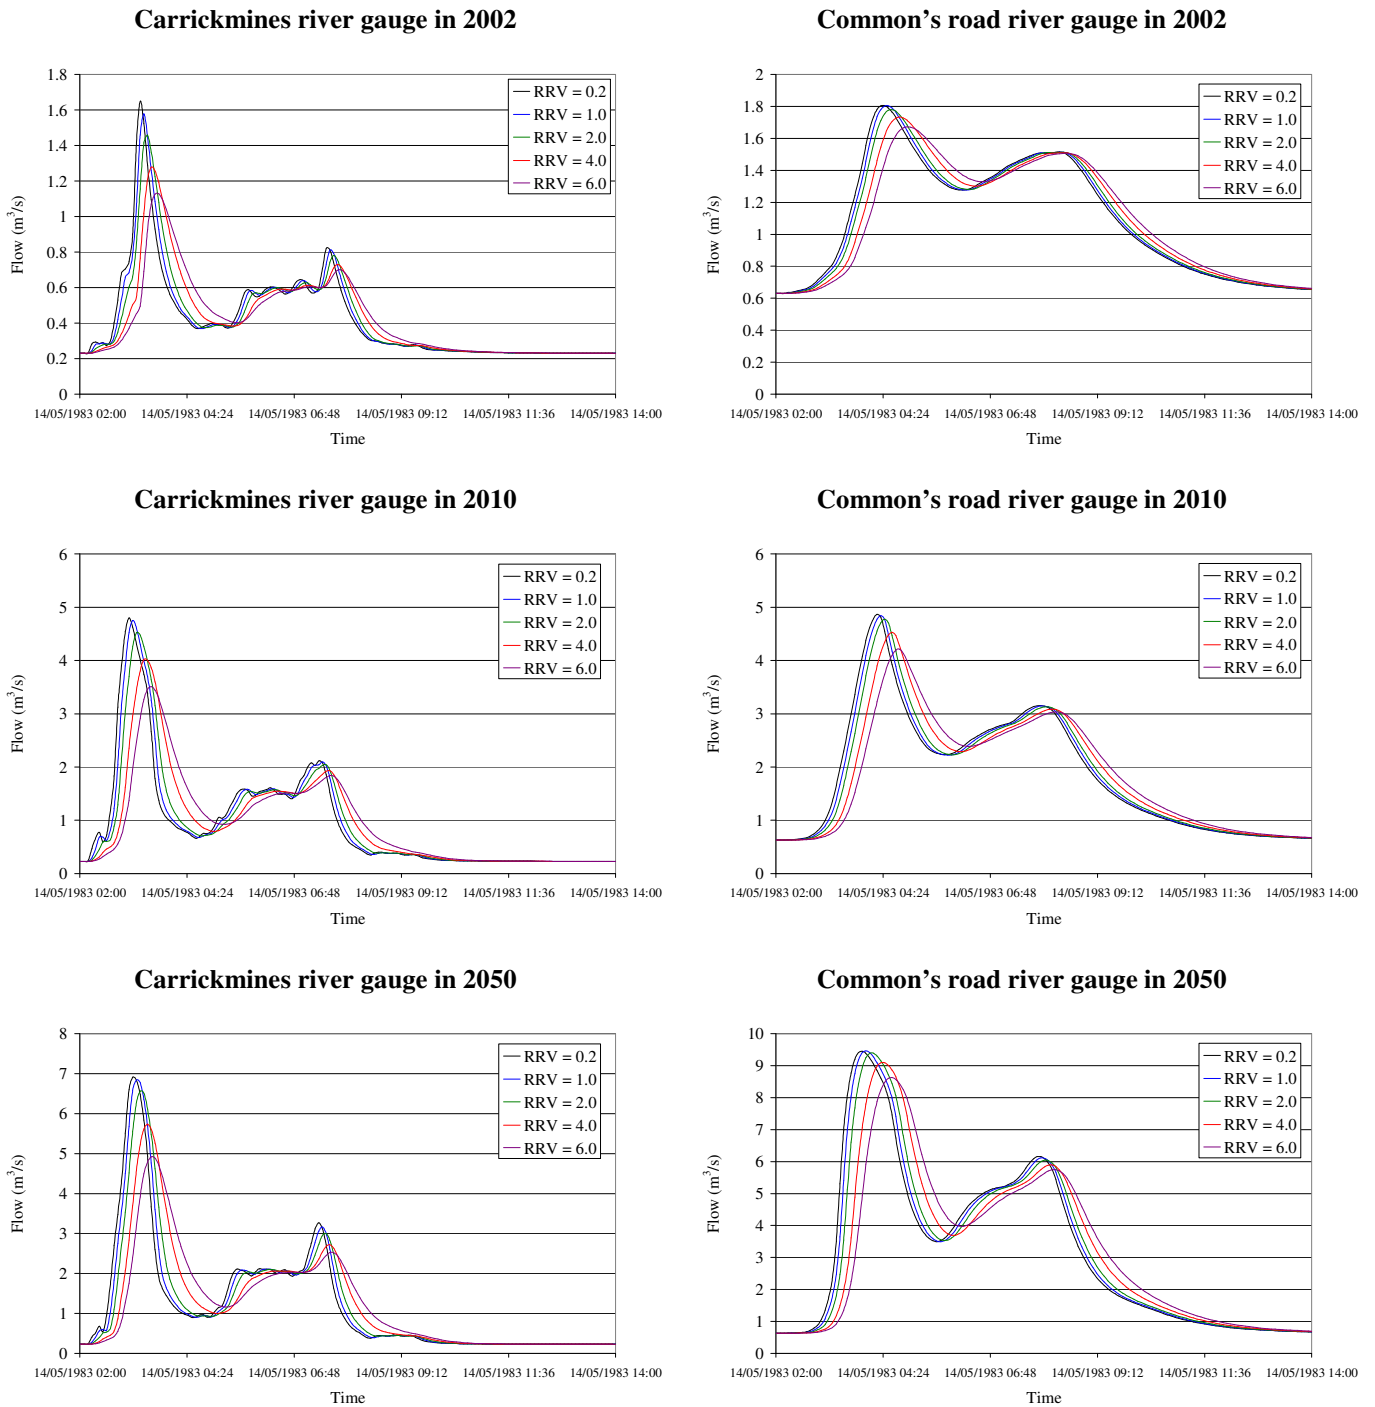 Carrickmines river gauge in 2002
1.8
1.6
1.4
1.2
1
0.8
0.6
0.4
0.2
0
Flow (m³/s)
RRV = 0.2
RRV = 1.0
RRV = 2.0
RRV = 4.0
RRV = 6.0
14/05/1983 02:00 14/05/1983 04:24 14/05/1983 06:48 14/05/1983 09:12 14/05/1983 11:36 14/05/1983 14:00
Time
Common's road river gauge in 2002
2
1.8
1.6
1.4
1.2
1
0.8
0.6
0.4
0.2
0
Flow (m³/s)
RRV = 0.2
RRV = 1.0
RRV = 2.0
RRV = 4.0
RRV = 6.0
14/05/1983 02:00 14/05/1983 04:24 14/05/1983 06:48 14/05/1983 09:12 14/05/1983 11:36 14/05/1983 14:00
Time
Carrickmines river gauge in 2010
6
5
4
3
2
1
0
Flow (m³/s)
RRV = 0.2
RRV = 1.0
RRV = 2.0
RRV = 4.0
RRV = 6.0
14/05/1983 02:00 14/05/1983 04:24 14/05/1983 06:48 14/05/1983 09:12 14/05/1983 11:36 14/05/1983 14:00
Time
Common's road river gauge in 2010
6
5
4
3
2
1
0
Flow (m³/s)
RRV = 0.2
RRV = 1.0
RRV = 2.0
RRV = 4.0
RRV = 6.0
14/05/1983 02:00 14/05/1983 04:24 14/05/1983 06:48 14/05/1983 09:12 14/05/1983 11:36 14/05/1983 14:00
Time
Carrickmines river gauge in 2050
8
7
6
5
4
3
2
1
0
Flow (m³/s)
RRV = 0.2
RRV = 1.0
RRV = 2.0
RRV = 4.0
RRV = 6.0
14/05/1983 02:00 14/05/1983 04:24 14/05/1983 06:48 14/05/1983 09:12 14/05/1983 11:36 14/05/1983 14:00
Time
Common's road river gauge in 2050
10
9
8
7
6
5
4
3
2
1
0
Flow (m³/s)
RRV = 0.2
RRV = 1.0
RRV = 2.0
RRV = 4.0
RRV = 6.0
14/05/1983 02:00 14/05/1983 04:24 14/05/1983 06:48 14/05/1983 09:12 14/05/1983 11:36 14/05/1983 14:00
Time